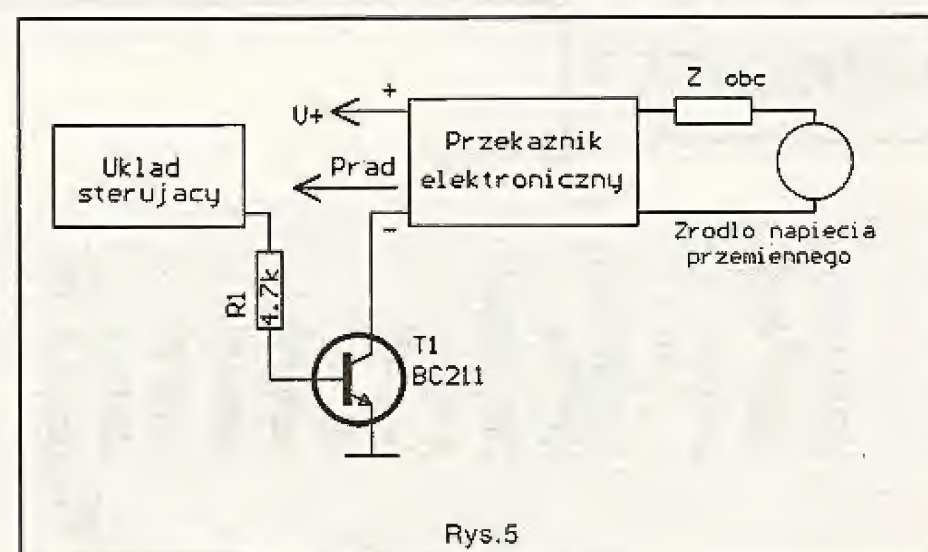 Z obc
+
U+
Przekaznik
elektroniczny
Uklad
sterujacy
Prad
-
Zrodlo napiecia
przemiennego
R1
4.7k
T1
BC211
Rys.5